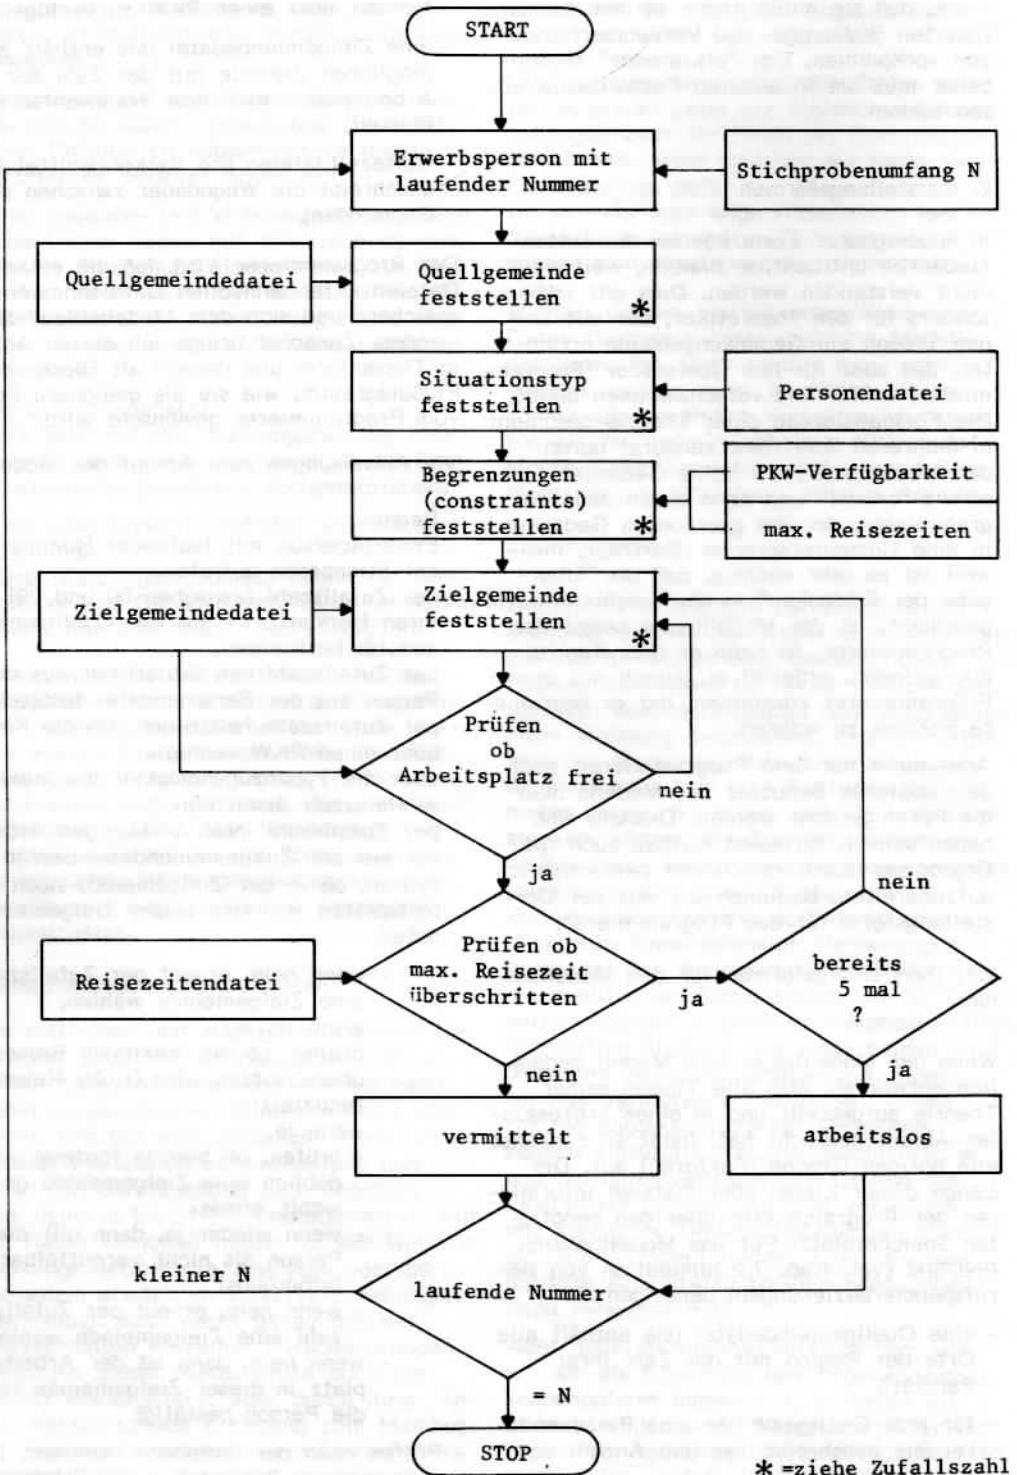 START
Erwerbsperson mit
laufender Nummer
Stichprobenumfang N
Quellgemeindedatei
Quellgemeinde
feststellen
*
Situationstyp
feststellen
*
Personendatei
Begrenzungen
(constraints)
feststellen
*
PKW-Verfügbarkeit
max. Reisezeiten
Zielgemeindedatei
Zielgemeinde
feststellen
*
Prüfen
ob
Arbeitsplatz frei
nein
ja
Reisezeitendatei
Prüfen ob
max. Reisezeit
überschritten
ja
nein
bereits
5 mal
?
nein
ja
vermittelt
arbeitslos
kleiner N
laufende Nummer
= N
STOP
* =ziehe Zufallszahl